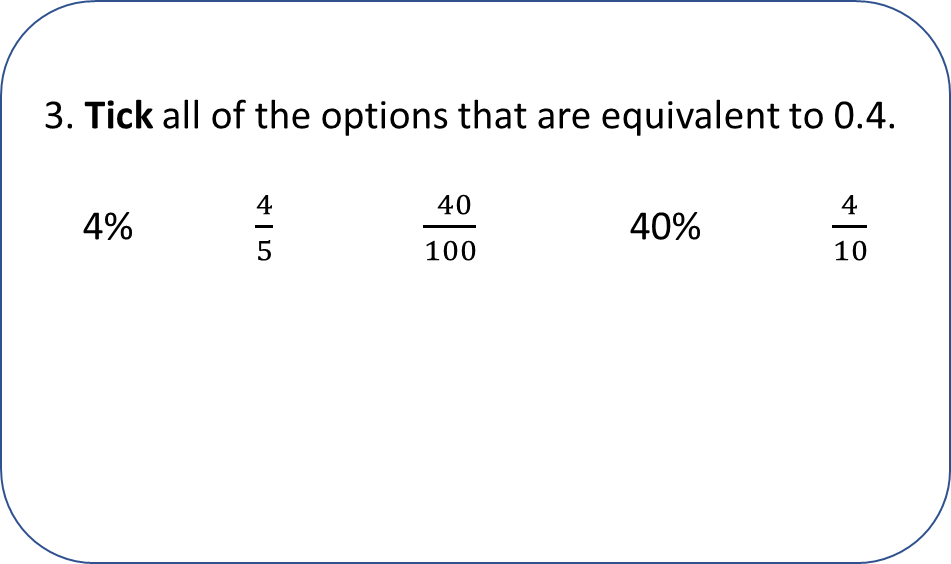 3. Tick all of the options that are equivalent to 0.4.
4% 4/5 40/100 40% 4/10